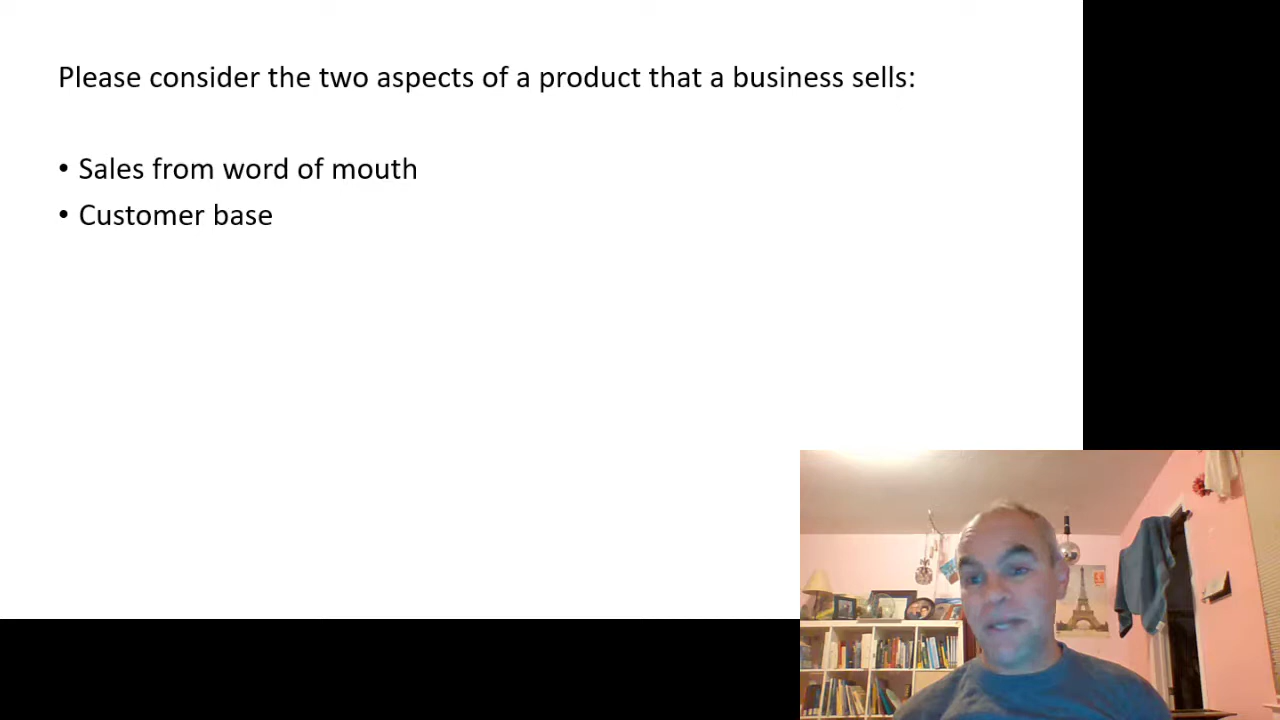 Please consider the two aspects of a product that a business sells:
• Sales from word of mouth
• Customer base